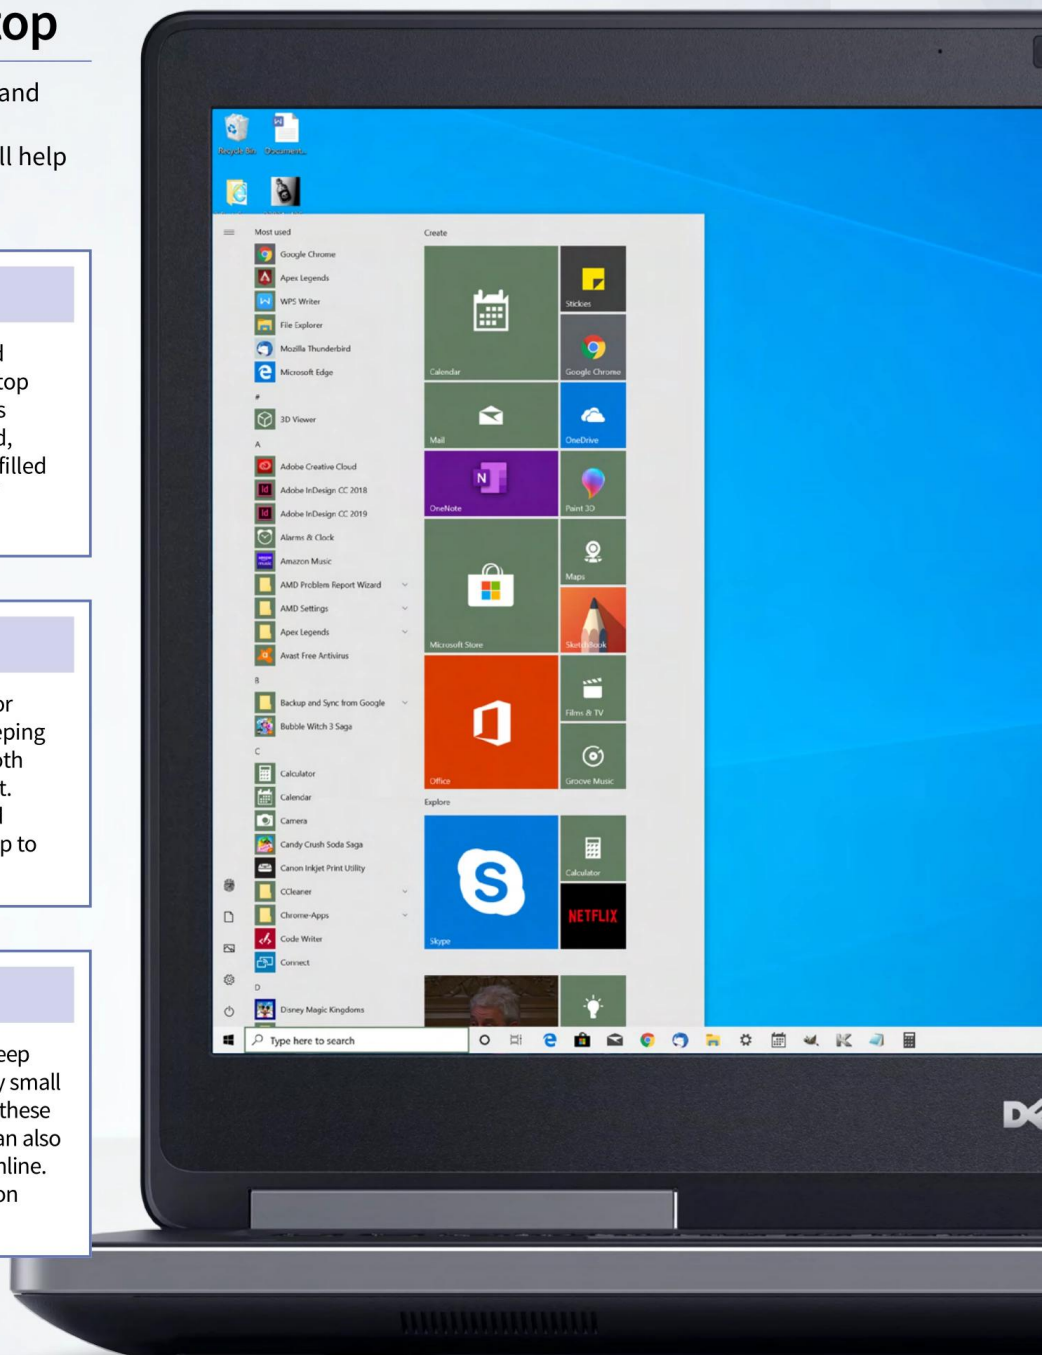 top
and
ll help
d
top
s
d,
filled
or
eping
oth
t.
d
p to
eep
y small
these
an also
nline.
on
Recycle Bin
Document...
Most used
Google Chrome
Apex Legends
WPS Writer
File Explorer
Mozilla Thunderbird
Microsoft Edge
#
3D Viewer
A
Adobe Creative Cloud
Adobe InDesign CC 2018
Adobe InDesign CC 2019
Alarms & Clock
Amazon Music
AMD Problem Report Wizard
AMD Settings
Apex Legends
Avast Free Antivirus
B
Backup and Sync from Google
Bubble Witch 3 Saga
C
Calculator
Calendar
Camera
Candy Crush Soda Saga
Canon Inkjet Print Utility
CCleaner
Chrome-Apps
Code Writer
Connect
D
Disney Magic Kingdoms
Create
Calendar
Stickies
Google Chrome
Mail
OneDrive
OneNote
Paint 3D
Maps
Microsoft Store
SketchBook
Films & TV
Office
Groove Music
Explore
Skype
Calculator
NETFLIX
Type here to search